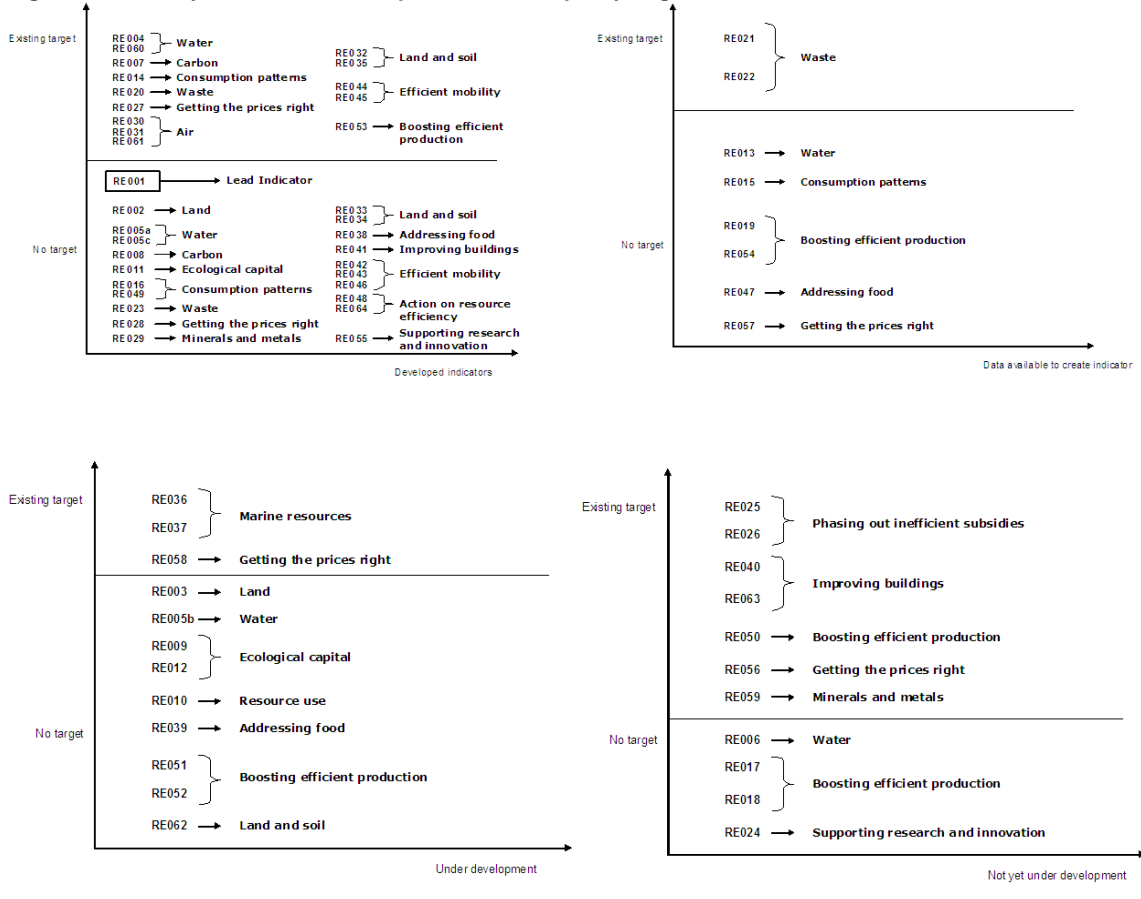 Existing target
RE004
RE060
Water
RE007 Carbon
RE014 Consumption patterns
RE020 Waste
RE027 Getting the prices right
RE030
RE031
RE061
Air
RE032
RE035
Land and soil
RE044
RE045
Efficient mobility
RE053 Boosting efficient
production
No target
RE001 Lead Indicator
RE002 Land
RE005a
RE005c
Water
RE008 Carbon
RE011 Ecological capital
RE016
RE049
Consumption patterns
RE023 Waste
RE028 Getting the prices right
RE029 Minerals and metals
RE033
RE034
Land and soil
RE038 Addressing food
RE041 Improving buildings
RE042
RE043
RE046
Efficient mobility
RE048
RE064
Action on resource
efficiency
RE055 Supporting research
and innovation
Developed indicators
Existing target
RE021
RE022
Waste
No target
RE013 Water
RE015 Consumption patterns
RE019
RE054
Boosting efficient production
RE047 Addressing food
RE057 Getting the prices right
Data available to create indicator
Existing target
RE036
RE037
Marine resources
RE058 Getting the prices right
No target
RE003 Land
RE005b Water
RE009
RE012
Ecological capital
RE010 Resource use
RE039 Addressing food
RE051
RE052
Boosting efficient production
RE062 Land and soil
Under development
Existing target
RE025
RE026
Phasing out inefficient subsidies
RE040
RE063
Improving buildings
RE050 Boosting efficient production
RE056 Getting the prices right
RE059 Minerals and metals
No target
RE006 Water
RE017
RE018
Boosting efficient production
RE024 Supporting research and innovation
Not yet under development